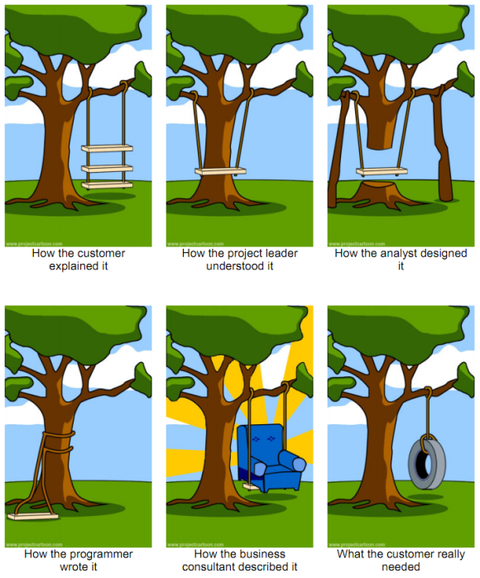 www.projectcartoon.com
www.projectcartoon.com
www.projectcartoon.com
How the customer
explained it
How the project leader
understood it
How the analyst designed
it
www.projectcartoon.com
www.projectcartoon.com
www.projectcartoon.com
How the programmer
wrote it
How the business
consultant described it
What the customer really
needed